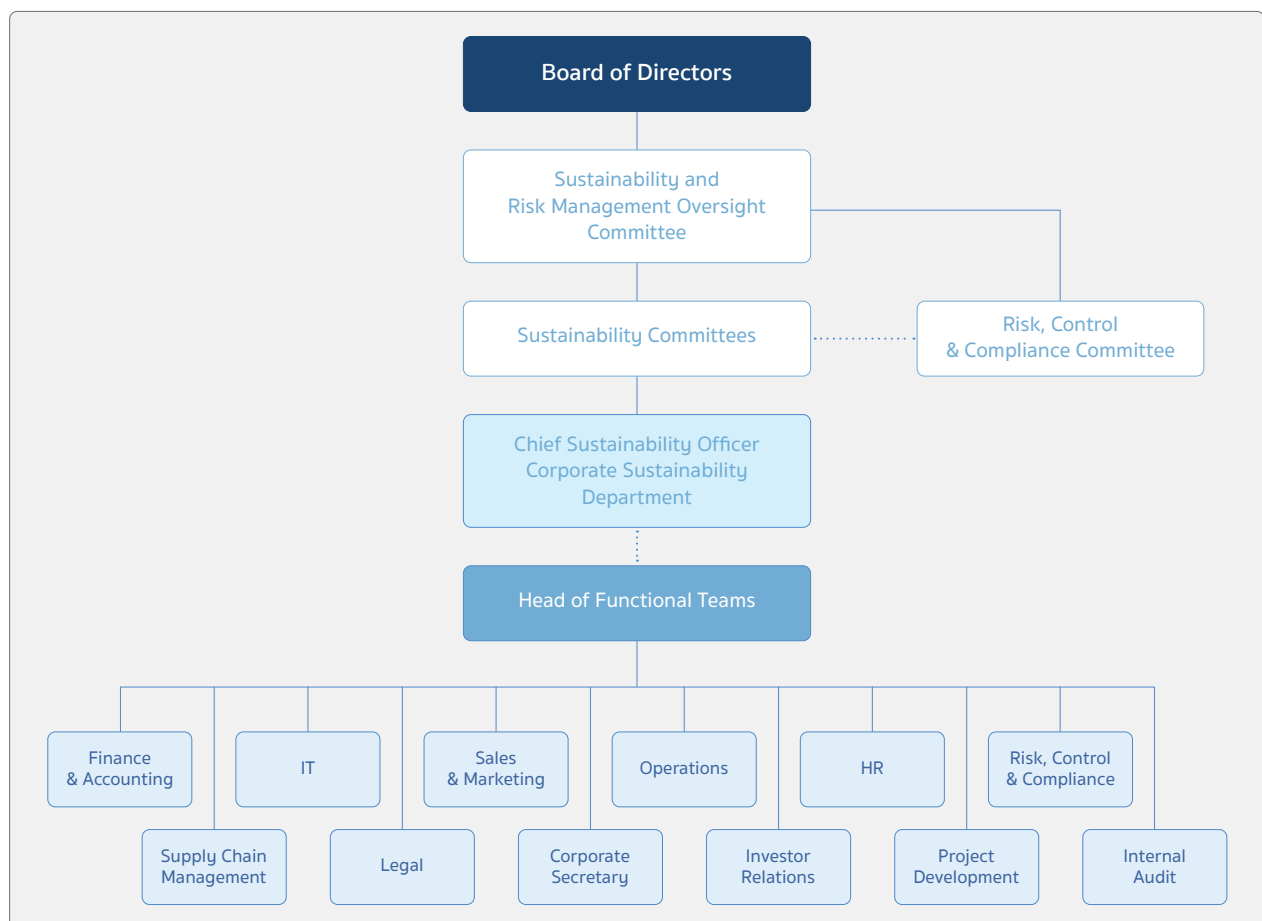 Board of Directors
Sustainability and
Risk Management Oversight
Committee
Sustainability Committees
Risk, Control
& Compliance Committee
Chief Sustainability Officer
Corporate Sustainability
Department
Head of Functional Teams
Finance
& Accounting
IT
Sales
& Marketing
Operations
HR
Risk, Control
& Compliance
Supply Chain
Management
Legal
Corporate
Secretary
Investor
Relations
Project
Development
Internal
Audit